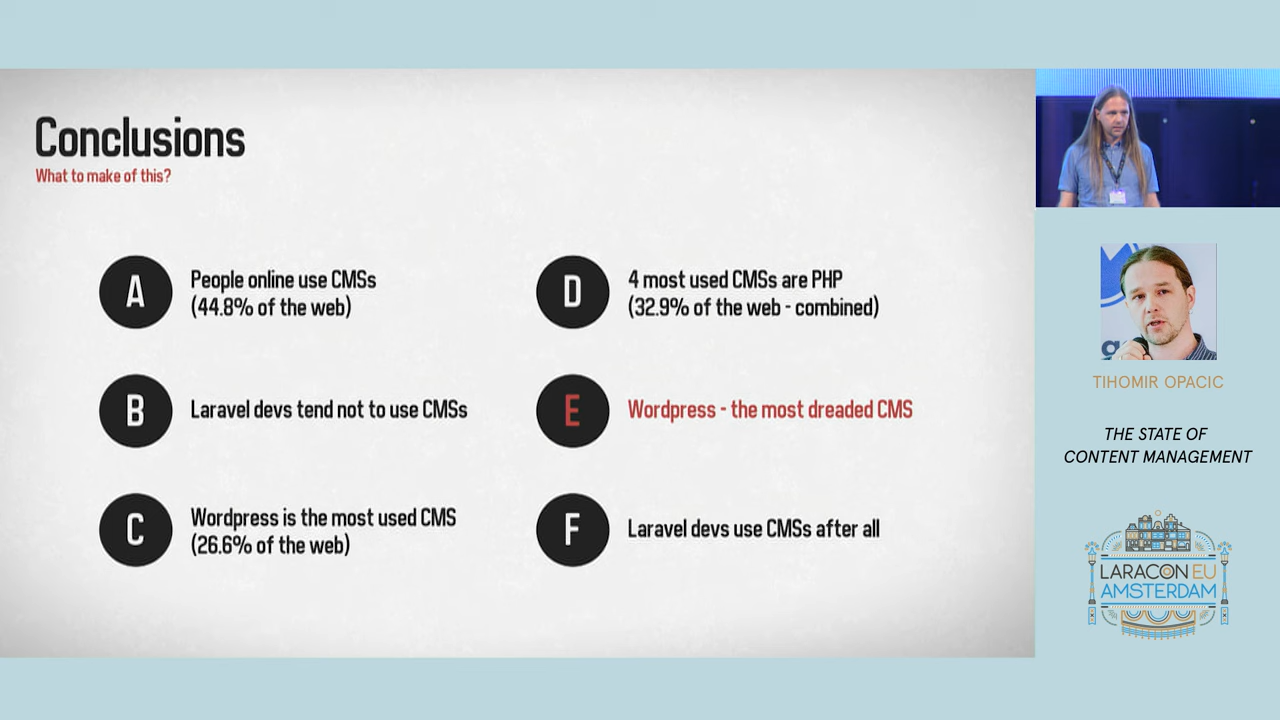 Conclusions
What to make of this?
A
People online use CMSs
(44.8% of the web)
B
Laravel devs tend not to use CMSs
C
Wordpress is the most used CMS
(26.6% of the web)
D
4 most used CMSs are PHP
(32.9% of the web - combined)
E
Wordpress - the most dreaded CMS
F
Laravel devs use CMSs after all
TIHOMIR OPACIC
THE STATE OF
CONTENT MANAGEMENT
LARACON EU
AMSTERDAM